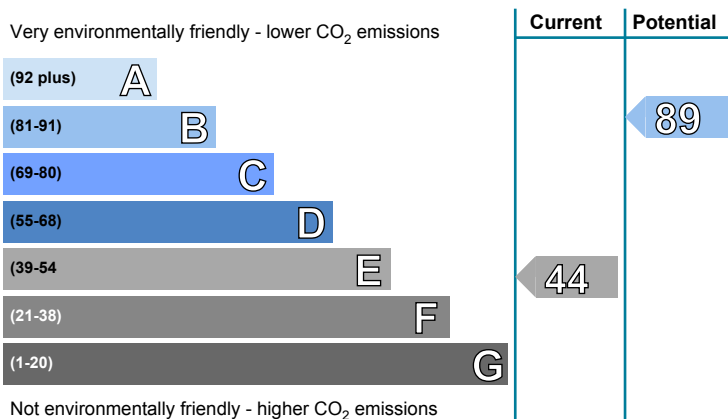 Very environmentally friendly - lower CO2 emissions
Current
Potential
(92 plus) A
(81-91) B
89
(69-80) C
(55-68) D
(39-54 E
44
(21-38) F
(1-20) G
Not environmentally friendly - higher CO2 emissions